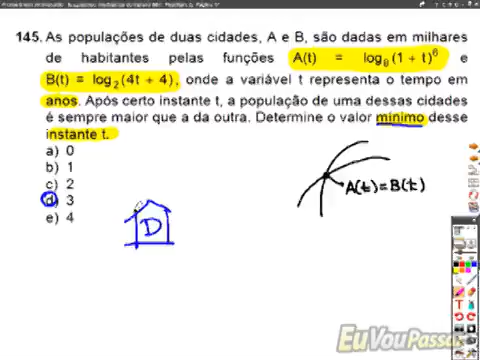 145. As populações de duas cidades, A e B, são dadas em milhares
de habitantes pelas funções A(t) = log₈(1 + t)⁶ e
B(t) = log₂(4t + 4), onde a variável t representa o tempo em
anos. Após certo instante t, a população de uma dessas cidades
é sempre maior que a da outra. Determine o valor mínimo desse
instante t.
a) 0
b) 1
c) 2
d) 3
e) 4
A(t)=B(t)
D
EuVouPassar